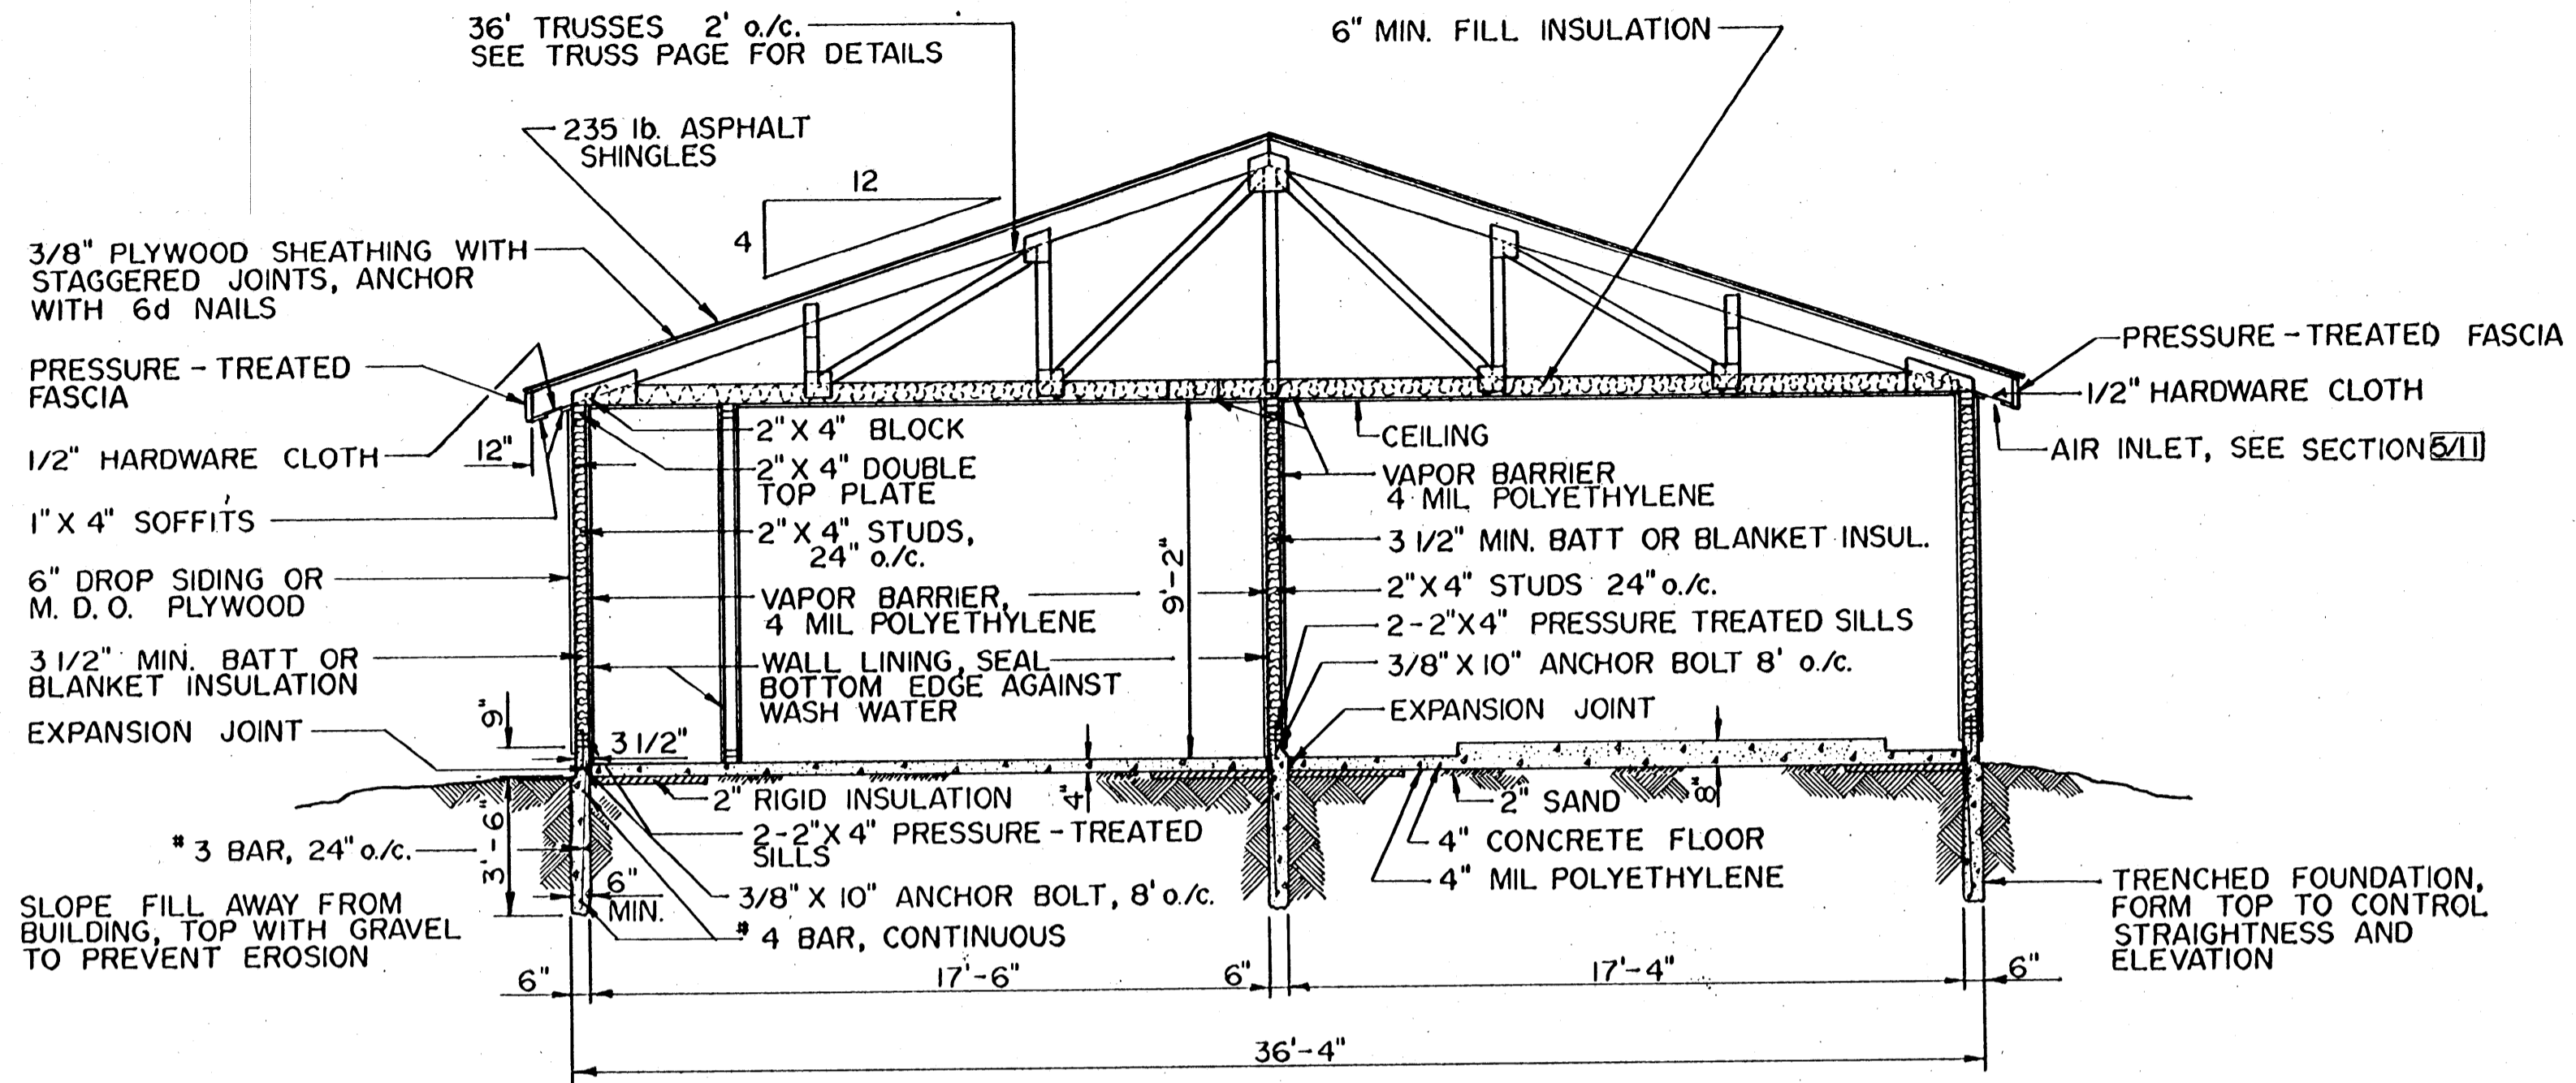 36' TRUSSES 2' o./c.
SEE TRUSS PAGE FOR DETAILS
6" MIN. FILL INSULATION
235 lb. ASPHALT
SHINGLES
12
4
3/8" PLYWOOD SHEATHING WITH
STAGGERED JOINTS, ANCHOR
WITH 6d NAILS
PRESSURE-TREATED
FASCIA
1/2" HARDWARE CLOTH
12"
1" X 4" SOFFITS
6" DROP SIDING OR
M. D. O. PLYWOOD
3 1/2" MIN. BATT OR
BLANKET INSULATION
9"
EXPANSION JOINT
3 1/2"
# 3 BAR, 24" o./c.
3'-6"
6"
MIN.
SLOPE FILL AWAY FROM
BUILDING, TOP WITH GRAVEL
TO PREVENT EROSION
2" X 4" BLOCK
2" X 4" DOUBLE
TOP PLATE
2" X 4" STUDS,
24" o./c.
VAPOR BARRIER,
4 MIL POLYETHYLENE
WALL LINING, SEAL
BOTTOM EDGE AGAINST
WASH WATER
9'-2"
2" RIGID INSULATION
4"
2-2" X 4" PRESSURE-TREATED
SILLS
3/8" X 10" ANCHOR BOLT, 8' o./c.
# 4 BAR, CONTINUOUS
CEILING
VAPOR BARRIER
4 MIL POLYETHYLENE
3 1/2" MIN. BATT OR BLANKET INSUL.
2" X 4" STUDS 24" o./c.
2-2" X 4" PRESSURE TREATED SILLS
3/8" X 10" ANCHOR BOLT 8' o./c.
EXPANSION JOINT
2" SAND
8"
4" CONCRETE FLOOR
4" MIL POLYETHYLENE
PRESSURE-TREATED FASCIA
1/2" HARDWARE CLOTH
AIR INLET, SEE SECTION 5/11
TRENCHED FOUNDATION,
FORM TOP TO CONTROL
STRAIGHTNESS AND
ELEVATION
6"
17'-6"
6"
17'-4"
6"
36'-4"